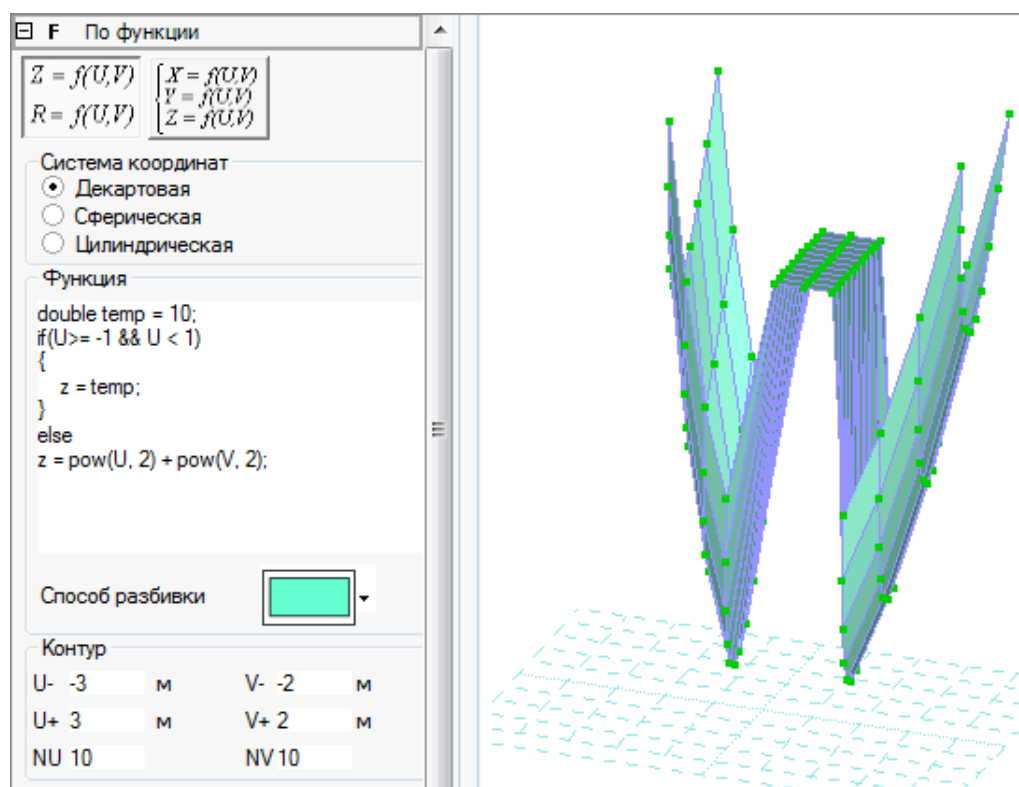 F По функции
Z = f(U,V)
R = f(U,V)
X = f(U,V)
Y = f(U,V)
Z = f(U,V)
Система координат
Декартовая
Сферическая
Цилиндрическая
Функция
double temp = 10;
if(U>= -1 && U < 1)
{
z = temp;
}
else
z = pow(U, 2) + pow(V, 2);
Способ разбивки
Контур
U- -3 м V- -2 м
U+ 3 м V+ 2 м
NU 10 NV 10